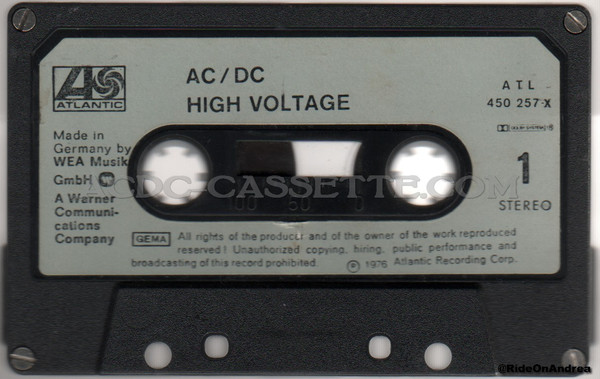 AC/DC
HIGH VOLTAGE
ATLANTIC
A T L
450 257-X
Made in
Germany by
WEA Musik
GmbH
A Warner
Communi-
cations
Company
1
STEREO
ACDC-CASSETTE.COM
100 50 0
GEMA All rights of the producer and of the owner of the work reproduced
reserved! Unauthorized copying, hiring, public performance and
broadcasting of this record prohibited. ℗ 1976 Atlantic Recording Corp.
@RideOnAndrea